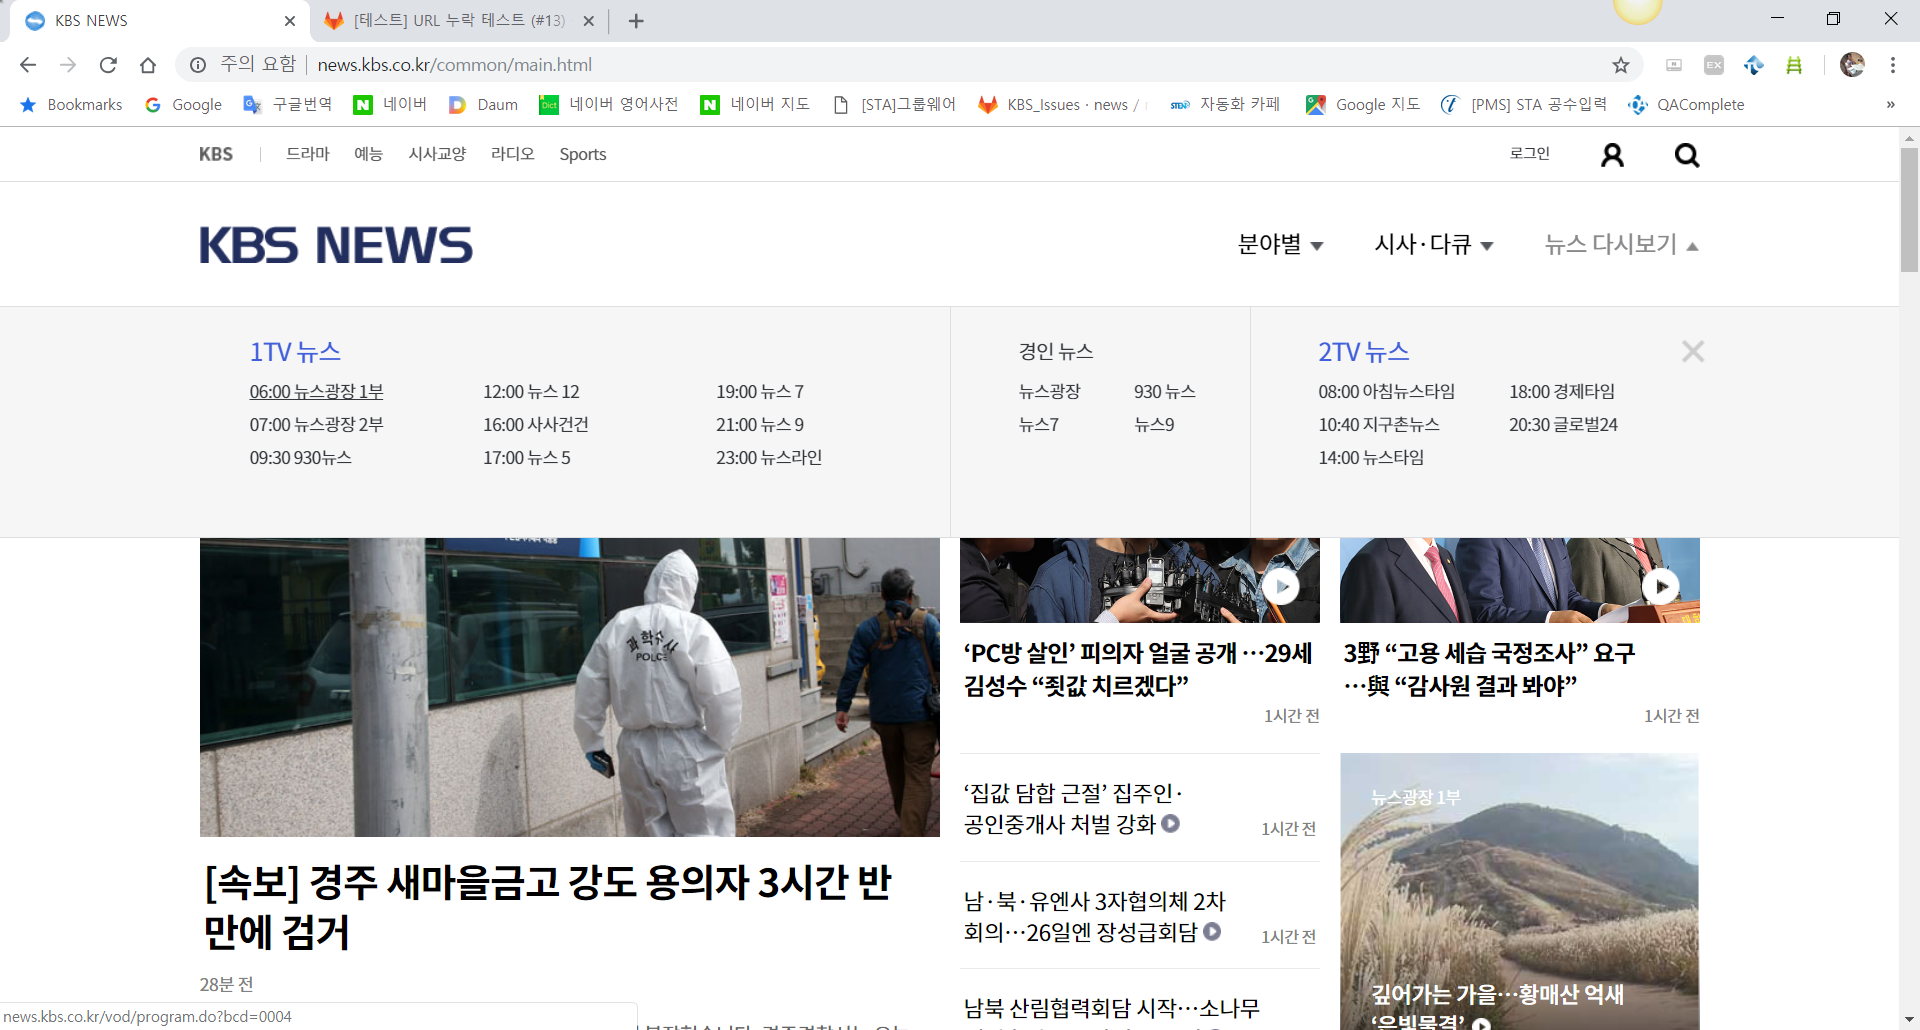 KBS NEWS
[테스트] URL 누락 테스트 (#13)
주의 요함 | news.kbs.co.kr/common/main.html
Bookmarks Google 구글번역 네이버 Daum 네이버 영어사전 네이버 지도 [STA]그룹웨어 KBS_Issues · news / 자동화 카페 Google 지도 [PMS] STA 공수입력 QAComplete »
KBS 드라마 예능 시사교양 라디오 Sports 로그인
KBS NEWS
분야별 시사·다큐 뉴스 다시보기
1TV 뉴스
06:00 뉴스광장 1부 12:00 뉴스 12 19:00 뉴스 7
07:00 뉴스광장 2부 16:00 사사건건 21:00 뉴스 9
09:30 930뉴스 17:00 뉴스 5 23:00 뉴스라인
경인 뉴스
뉴스광장 930 뉴스
뉴스7 뉴스9
2TV 뉴스
08:00 아침뉴스타임 18:00 경제타임
10:40 지구촌뉴스 20:30 글로벌24
14:00 뉴스타임
과학수사
POLICE
[속보] 경주 새마을금고 강도 용의자 3시간 반
만에 검거
28분 전
‘PC방 살인’ 피의자 얼굴 공개 …29세
김성수 “죗값 치르겠다”
1시간 전
3野 “고용 세습 국정조사” 요구
…與 “감사원 결과 봐야”
1시간 전
‘집값 담합 근절’ 집주인·
공인중개사 처벌 강화
1시간 전
남·북·유엔사 3자협의체 2차
회의…26일엔 장성급회담
1시간 전
남북 산림협력회담 시작…소나무
뉴스광장 1부
깊어가는 가을…황매산 억새
‘은빛물결’
news.kbs.co.kr/vod/program.do?bcd=0004